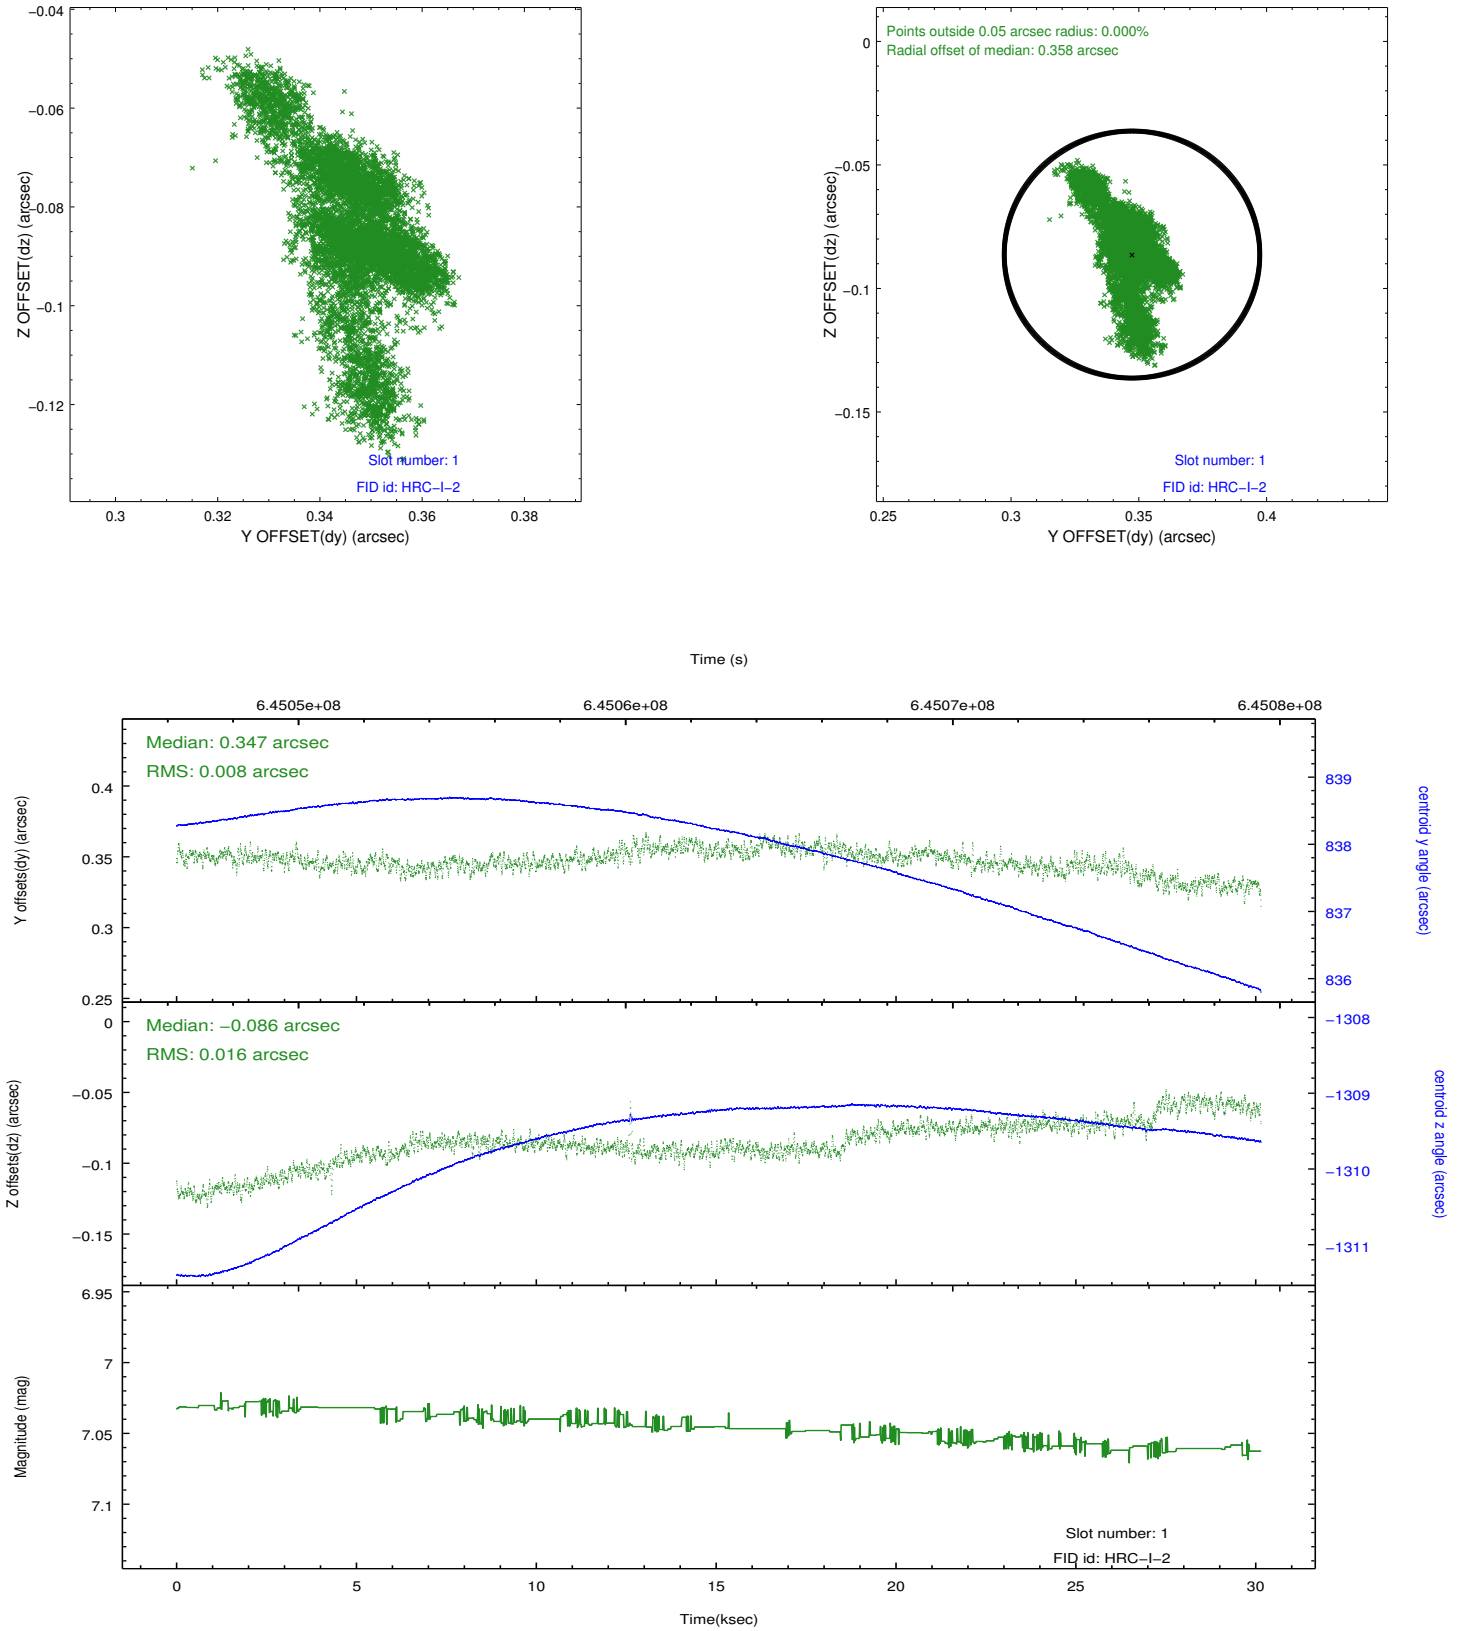 −0.04
−0.06
−0.08
−0.1
−0.12
Z OFFSET(dz) (arcsec)
Slot number: 1
FID id: HRC−I−2
0.3
0.32
0.34
0.36
0.38
Y OFFSET(dy) (arcsec)
Points outside 0.05 arcsec radius: 0.000%
Radial offset of median: 0.358 arcsec
0
−0.05
−0.1
−0.15
Z OFFSET(dz) (arcsec)
Slot number: 1
FID id: HRC−I−2
0.25
0.3
0.35
0.4
Y OFFSET(dy) (arcsec)
Time (s)
6.4505e+08
6.4506e+08
6.4507e+08
6.4508e+08
Median: 0.347 arcsec
RMS: 0.008 arcsec
0.4
0.35
0.3
0.25
Y offsets(dy) (arcsec)
839
838
837
836
centroid y angle (arcsec)
Median: −0.086 arcsec
RMS: 0.016 arcsec
0
−0.05
−0.1
−0.15
Z offsets(dz) (arcsec)
−1308
−1309
−1310
−1311
centroid z angle (arcsec)
6.95
7
7.05
7.1
Magnitude (mag)
Slot number: 1
FID id: HRC−I−2
0
5
10
15
20
25
30
Time(ksec)